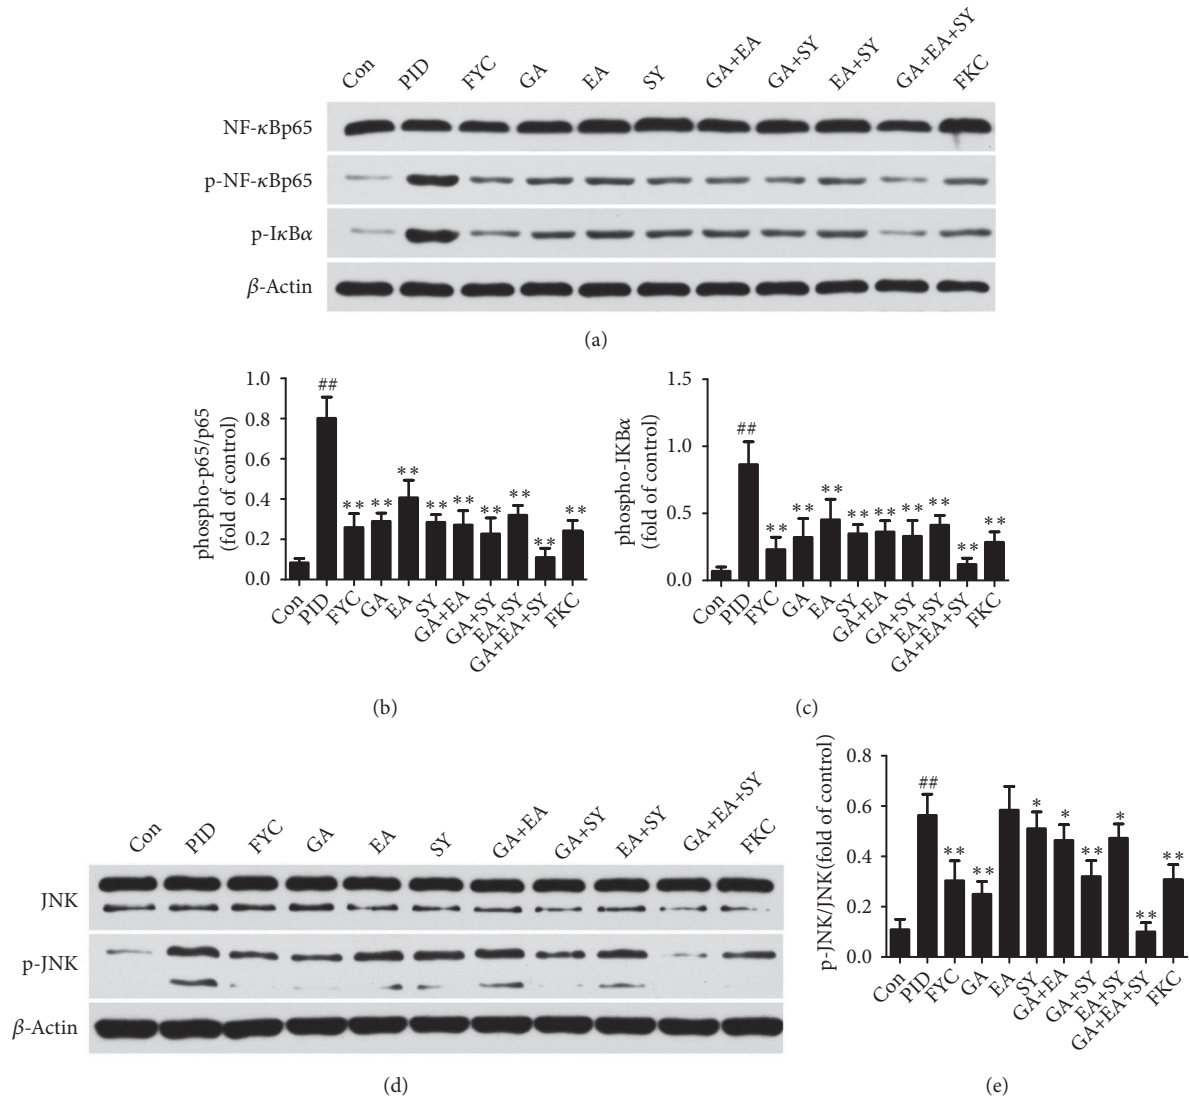 Con PID FYC GA EA SY GA+EA GA+SY EA+SY GA+EA+SY FKC
NF-κBp65
p-NF-κBp65
p-IκBα
β-Actin
(a)
phospho-p65/p65
(fold of control)
1.0
0.8
0.6
0.4
0.2
0.0
##
**
**
**
**
**
**
**
**
**
Con PID FYC GA EA SY GA+EA GA+SY EA+SY GA+EA+SY FKC
(b)
phospho-IKBα
(fold of control)
1.5
1.0
0.5
0.0
##
**
**
**
**
**
**
**
**
**
Con PID FYC GA EA SY GA+EA GA+SY EA+SY GA+EA+SY FKC
(c)
Con PID FYC GA EA SY GA+EA GA+SY EA+SY GA+EA+SY FKC
JNK
p-JNK
β-Actin
(d)
p-JNK/JNK(fold of control)
0.8
0.6
0.4
0.2
0.0
##
**
**
*
*
**
*
**
**
Con PID FYC GA EA SY GA+EA GA+SY EA+SY GA+EA+SY FKC
(e)